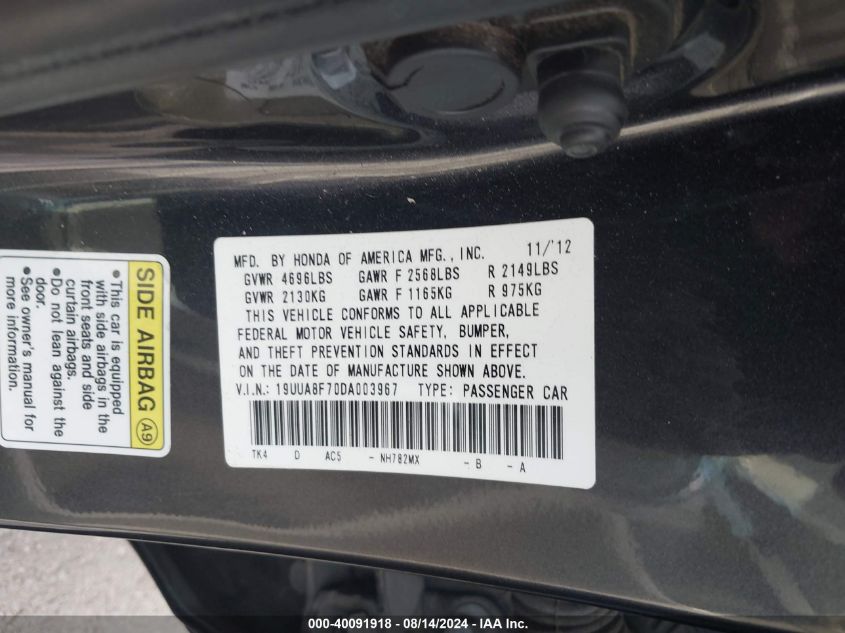 MFD. BY HONDA OF AMERICA MFG., INC. 11/'12
GVWR 4696LBS GAWR F 2568LBS R 2149LBS
GVWR 2130KG GAWR F 1165KG R 975KG
THIS VEHICLE CONFORMS TO ALL APPLICABLE
FEDERAL MOTOR VEHICLE SAFETY, BUMPER,
AND THEFT PREVENTION STANDARDS IN EFFECT
ON THE DATE OF MANUFACTURE SHOWN ABOVE.
V.I.N.: 19UUA8F70DA003967 TYPE: PASSENGER CAR
TK4 D AC5 - NH782MX - B - A
SIDE AIRBAG A9
•This car is equipped
with side airbags in the
front seats and side
curtain airbags.
•Do not lean against the
door.
•See owner's manual for
more information.
000-40091918 - 08/14/2024 - IAA Inc.